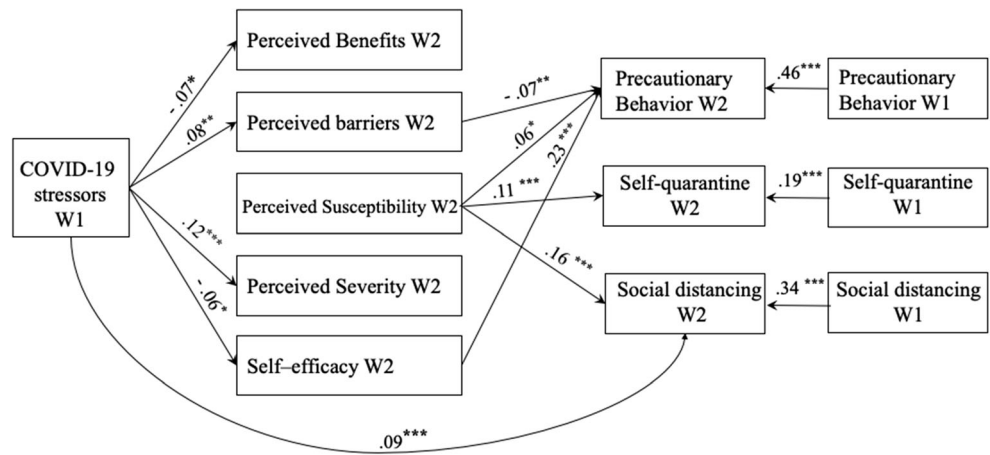 COVID-19
stressors
W1
- .07*
.08**
.12***
- .06*
.09***
Perceived Benefits W2
Perceived barriers W2
Perceived Susceptibility W2
Perceived Severity W2
Self–efficacy W2
- .07**
.06*
.23 ***
.11 ***
.16 ***
Precautionary
Behavior W2
Self-quarantine
W2
Social distancing
W2
.46***
.19***
.34 ***
Precautionary
Behavior W1
Self-quarantine
W1
Social distancing
W1